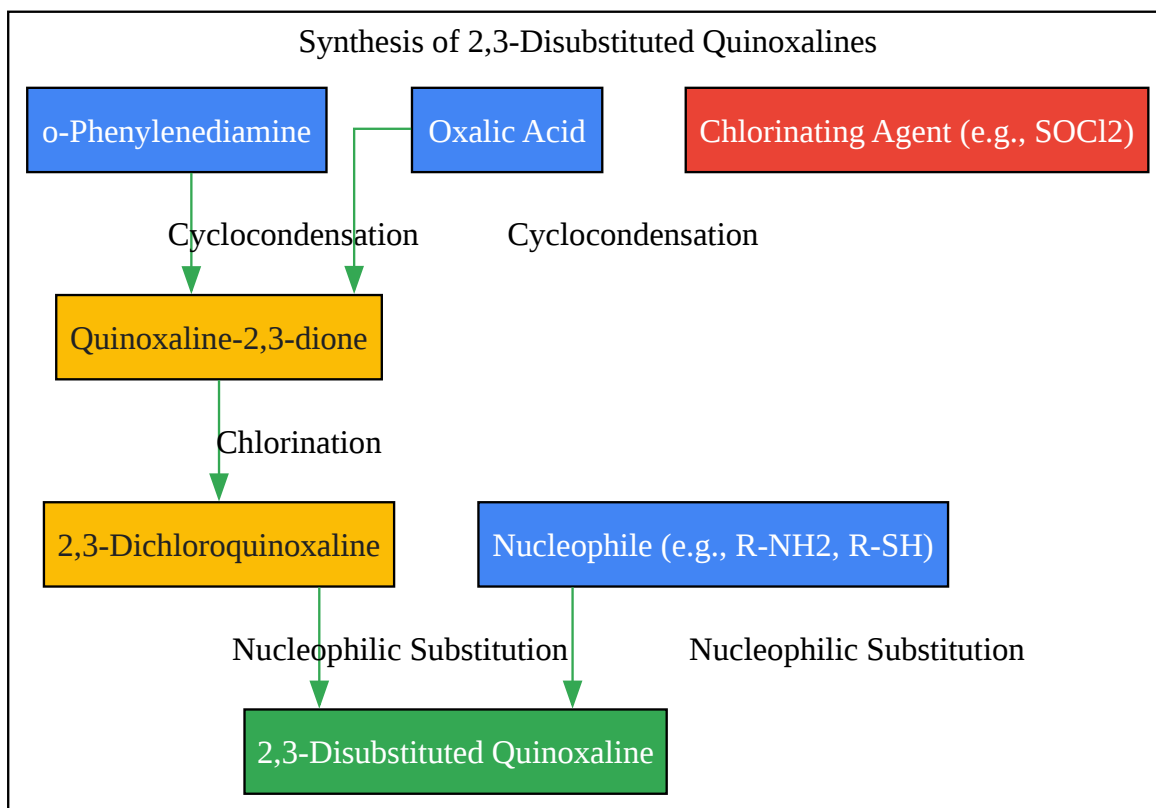 Synthesis of 2,3-Disubstituted Quinoxalines
o-Phenylenediamine
Oxalic Acid
Chlorinating Agent (e.g., SOCl2)
Cyclocondensation
Cyclocondensation
Quinoxaline-2,3-dione
Chlorination
2,3-Dichloroquinoxaline
Nucleophile (e.g., R-NH2, R-SH)
Nucleophilic Substitution
Nucleophilic Substitution
2,3-Disubstituted Quinoxaline